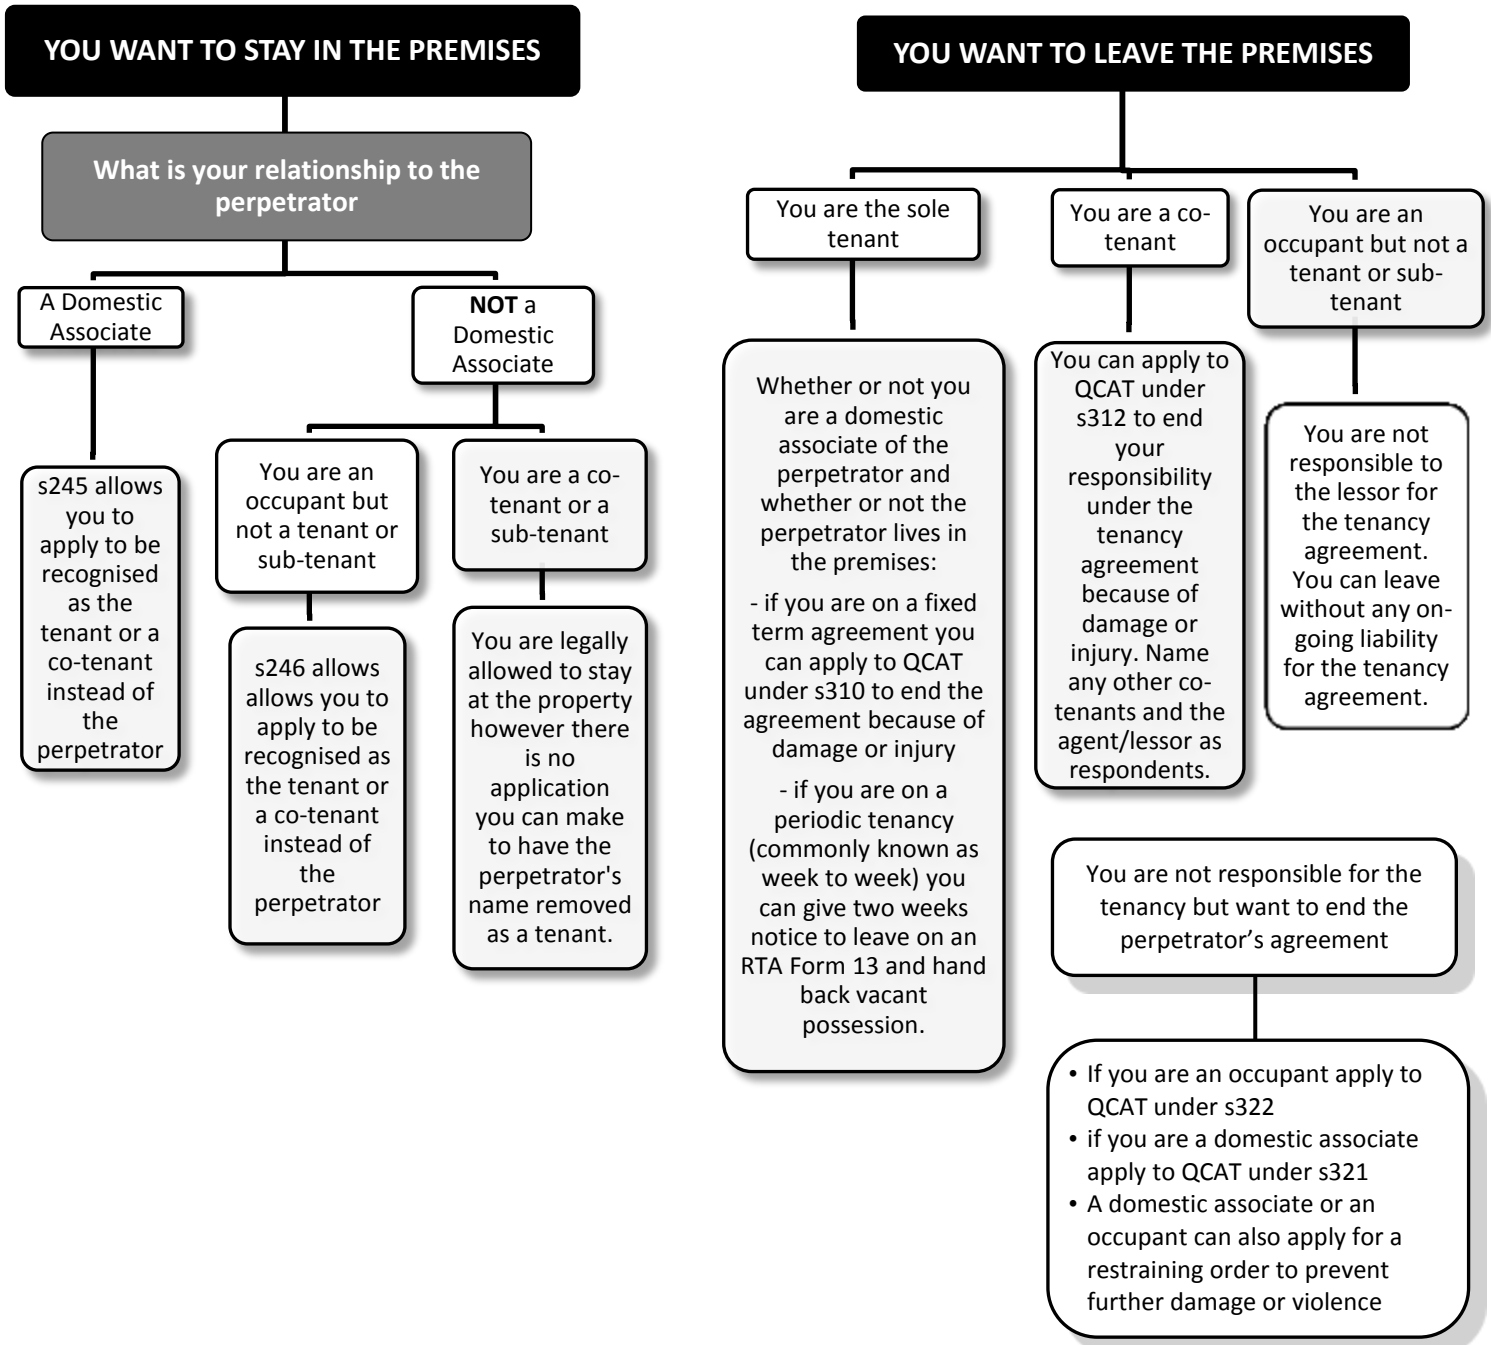 YOU WANT TO STAY IN THE PREMISES
What is your relationship to the
perpetrator
A Domestic
Associate
s245 allows
you to
apply to be
recognised
as the
tenant or a
co-tenant
instead of
the
perpetrator
NOT a
Domestic
Associate
You are an
occupant but
not a tenant or
sub-tenant
s246 allows
allows you to
apply to be
recognised as
the tenant or
a co-tenant
instead of
the
perpetrator
You are a co-
tenant or a
sub-tenant
You are legally
allowed to stay
at the property
however there
is no
application
you can make
to have the
perpetrator's
name removed
as a tenant.
YOU WANT TO LEAVE THE PREMISES
You are the sole
tenant
Whether or not you
are a domestic
associate of the
perpetrator and
whether or not the
perpetrator lives in
the premises:
- if you are on a fixed
term agreement you
can apply to QCAT
under s310 to end the
agreement because of
damage or injury
- if you are on a
periodic tenancy
(commonly known as
week to week) you
can give two weeks
notice to leave on an
RTA Form 13 and hand
back vacant
possession.
You are a co-
tenant
You can apply to
QCAT under
s312 to end
your
responsibility
under the
tenancy
agreement
because of
damage or
injury. Name
any other co-
tenants and the
agent/lessor as
respondents.
You are an
occupant but not a
tenant or sub-
tenant
You are not
responsible to
the lessor for
the tenancy
agreement.
You can leave
without any on-
going liability
for the tenancy
agreement.
You are not responsible for the
tenancy but want to end the
perpetrator’s agreement
• If you are an occupant apply to
QCAT under s322
• if you are a domestic associate
apply to QCAT under s321
• A domestic associate or an
occupant can also apply for a
restraining order to prevent
further damage or violence